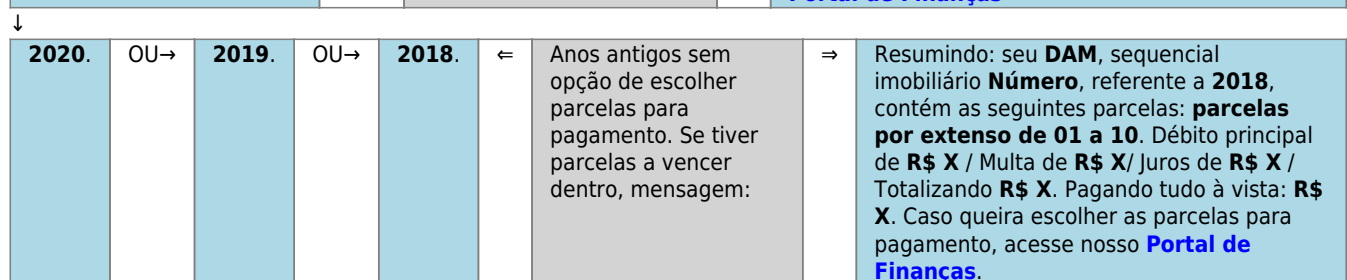 Portal de Finanças
↓
2020. OU→ 2019. OU→ 2018. ⇐ Anos antigos sem ⇒ Resumindo: seu DAM, sequencial
opção de escolher imobiliário Número, referente a 2018,
parcelas para contém as seguintes parcelas: parcelas
pagamento. Se tiver por extenso de 01 a 10. Débito principal
parcelas a vencer de R$ X / Multa de R$ X/ Juros de R$ X /
dentro, mensagem: Totalizando R$ X. Pagando tudo à vista: R$
X. Caso queira escolher as parcelas para
pagamento, acesse nosso Portal de
Finanças.